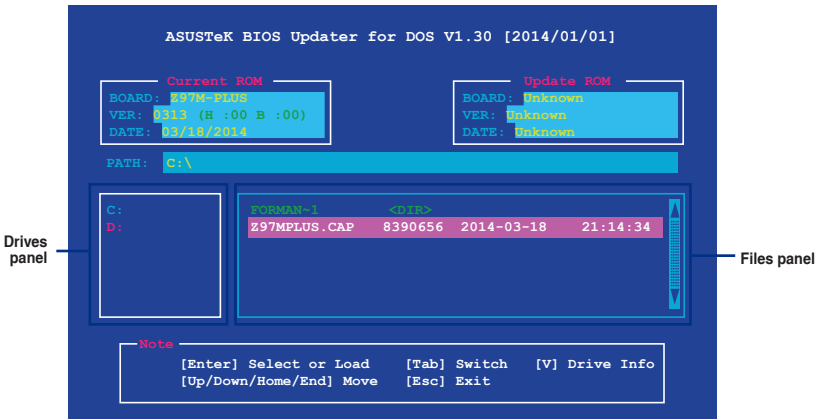 ASUSTeK BIOS Updater for DOS V1.30 [2014/01/01]
Current ROM
BOARD: Z97M-PLUS
VER: 0313 (H :00 B :00)
DATE: 03/18/2014
Update ROM
BOARD: Unknown
VER: Unknown
DATE: Unknown
PATH: C:\
Drives panel
C:
D:
FORMAN~1 <DIR>
Z97MPLUS.CAP 8390656 2014-03-18 21:14:34
Files panel
Note
[Enter] Select or Load [Tab] Switch [V] Drive Info
[Up/Down/Home/End] Move [Esc] Exit